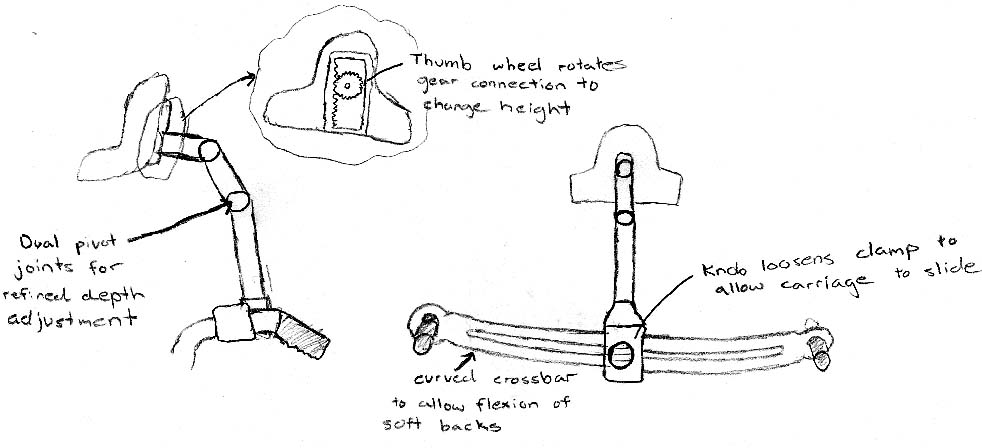 Thumb wheel rotates
gear connection to
change height
Dual pivot
joints for
refined depth
adjustment
Knob loosens clamp to
allow carriage to slide
curved crossbar
to allow flexion of
soft backs